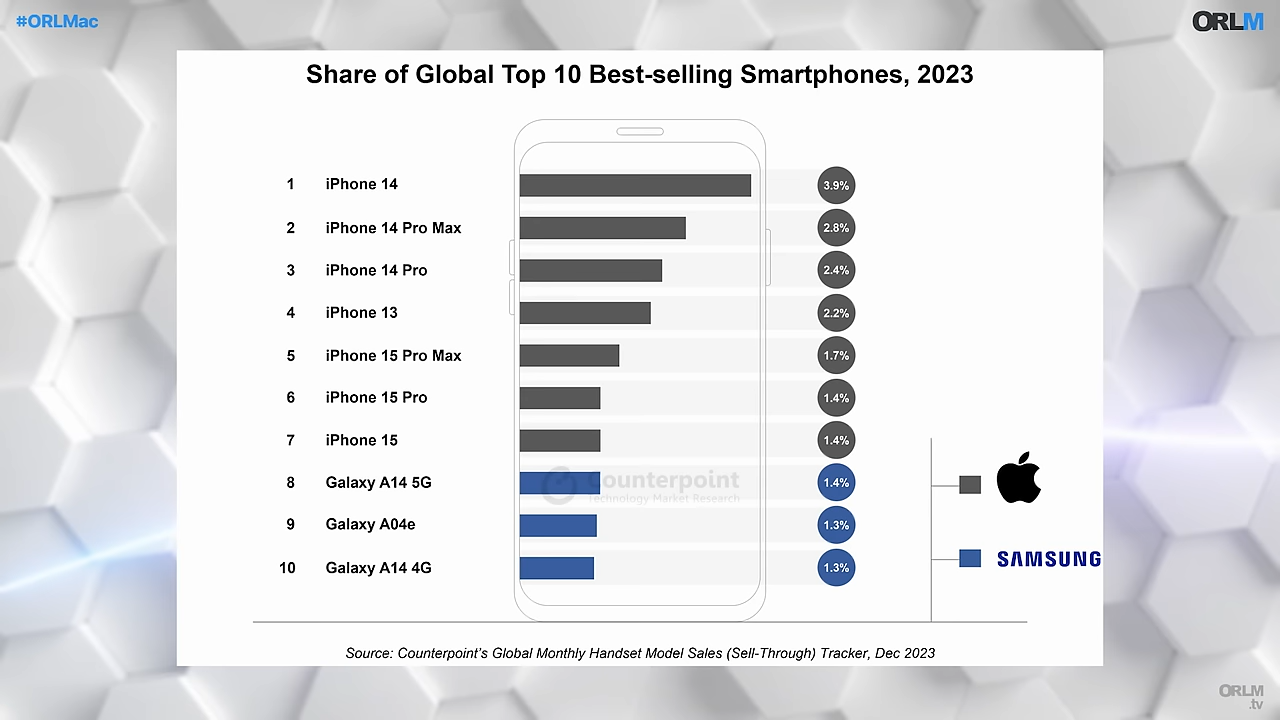 #ORLMac
ORLM
Share of Global Top 10 Best-selling Smartphones, 2023
1 iPhone 14 3.9%
2 iPhone 14 Pro Max 2.8%
3 iPhone 14 Pro 2.4%
4 iPhone 13 2.2%
5 iPhone 15 Pro Max 1.7%
6 iPhone 15 Pro 1.4%
7 iPhone 15 1.4%
8 Galaxy A14 5G 1.4%
Counterpoint
Technology Market Research
9 Galaxy A04e 1.3%
10 Galaxy A14 4G 1.3%
SAMSUNG
Source: Counterpoint's Global Monthly Handset Model Sales (Sell-Through) Tracker, Dec 2023
ORLM
.tv